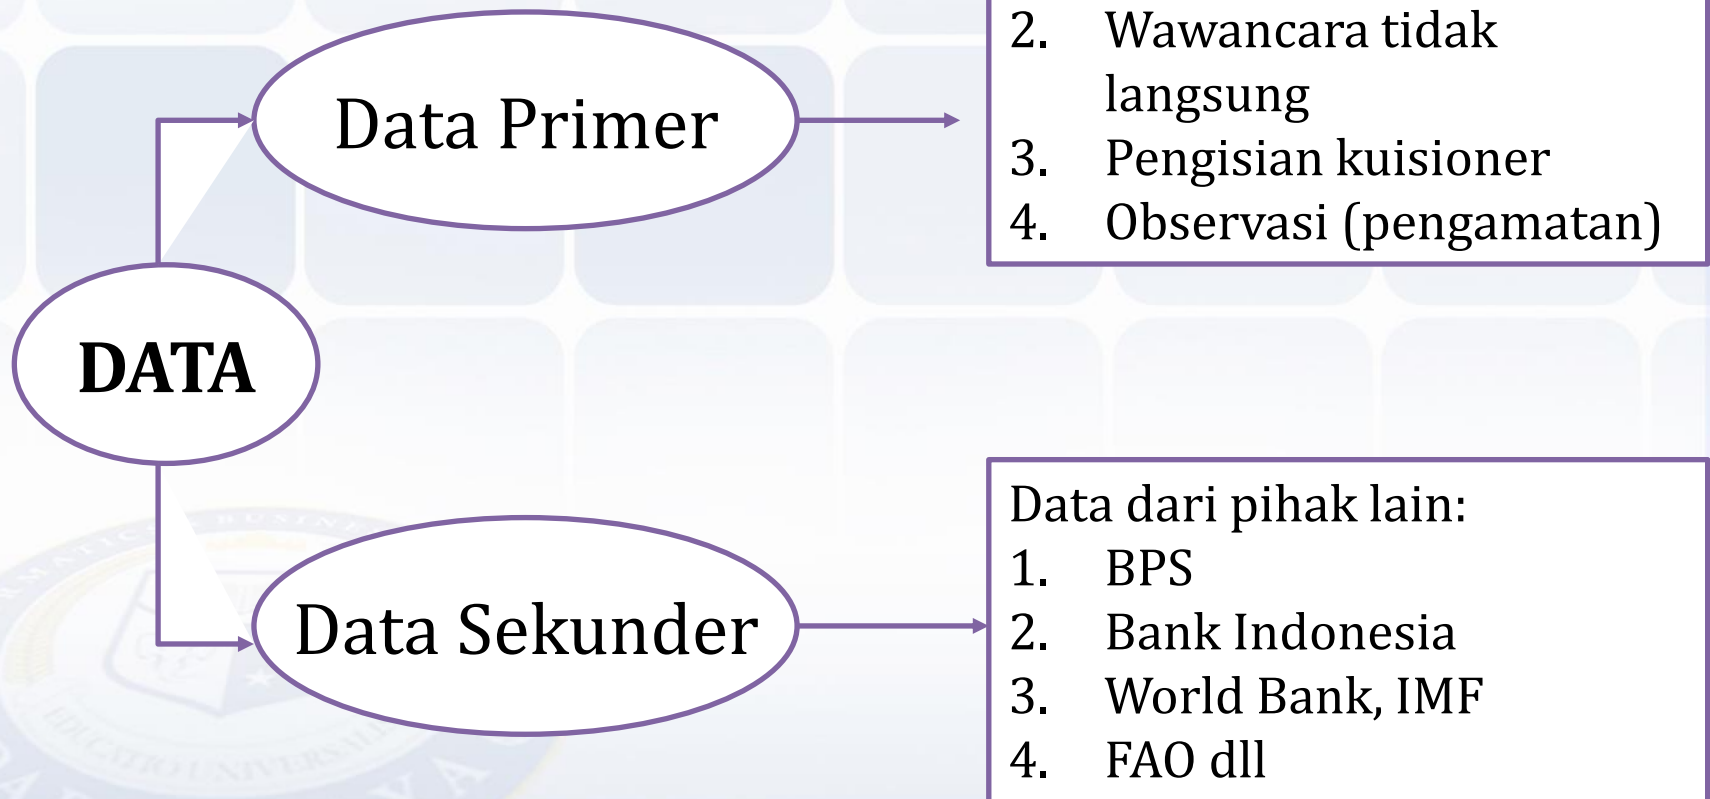 2. Wawancara tidak
langsung
3. Pengisian kuisioner
4. Observasi (pengamatan)
Data Primer
DATA
Data Sekunder
Data dari pihak lain:
1. BPS
2. Bank Indonesia
3. World Bank, IMF
4. FAO dll